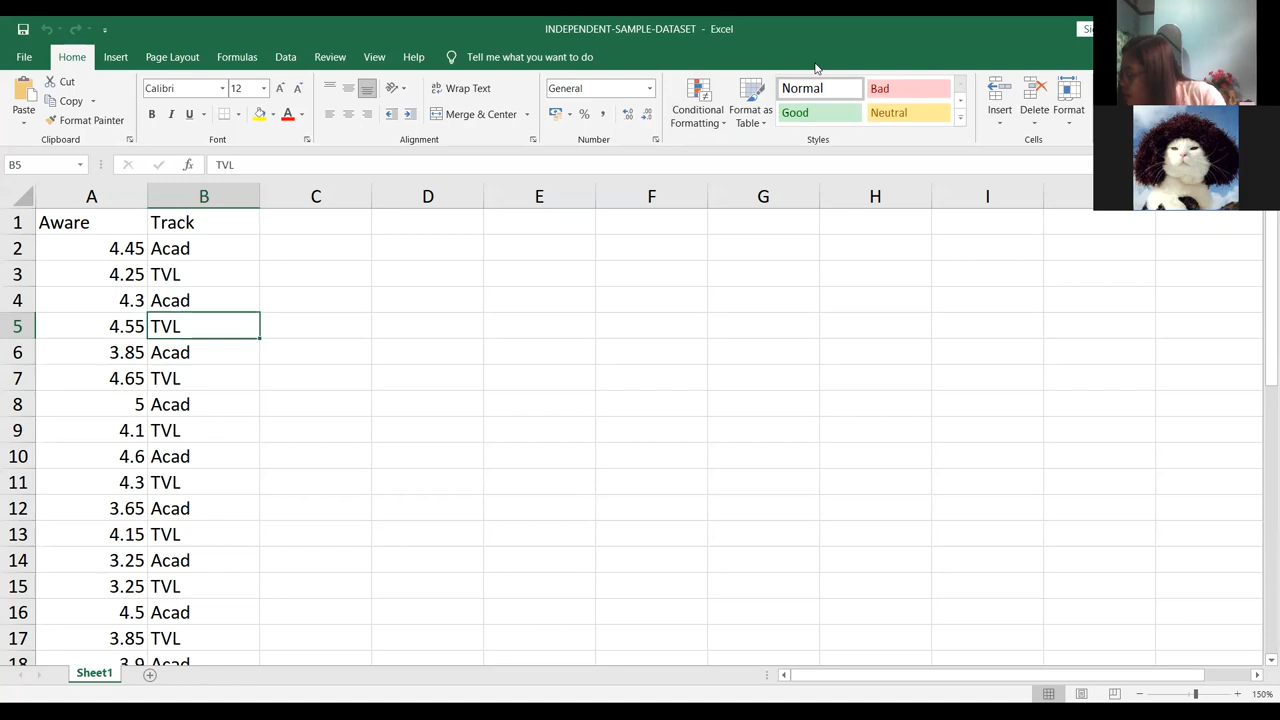 INDEPENDENT-SAMPLE-DATASET - Excel
File Home Insert Page Layout Formulas Data Review View Help Tell me what you want to do
Paste
Cut
Copy
Format Painter
Clipboard
Calibri 12
B I U A
Font
Wrap Text
Merge & Center
Alignment
General
% ,
Number
Conditional Formatting
Format as Table
Normal Bad
Good Neutral
Styles
Insert Delete Format
Cells
B5 fx TVL
A B C D E F G H I
1 Aware Track
2 4.45 Acad
3 4.25 TVL
4 4.3 Acad
5 4.55 TVL
6 3.85 Acad
7 4.65 TVL
8 5 Acad
9 4.1 TVL
10 4.6 Acad
11 4.3 TVL
12 3.65 Acad
13 4.15 TVL
14 3.25 Acad
15 3.25 TVL
16 4.5 Acad
17 3.85 TVL
18 3.9 Acad
Sheet1
150%